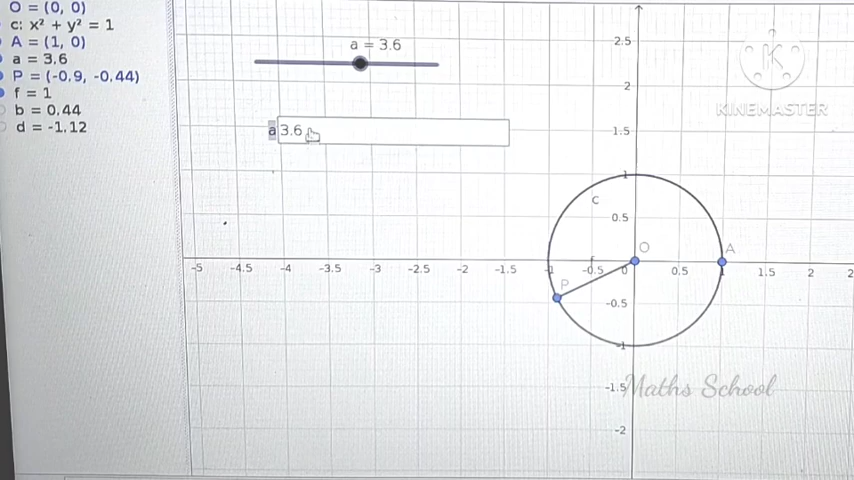 O = (0, 0)
c: x² + y² = 1
A = (1, 0)
a = 3.6
P = (-0.9, -0.44)
f = 1
b = 0.44
d = -1.12
a = 3.6
a 3.6
K
KINEMASTER
2.5
2
1.5
1
c
0.5
O
A
-5 -4.5 -4 -3.5 -3 -2.5 -2 -1.5 -1 -0.5 0 0.5 1 1.5 2 2
f
P
-0.5
-1
-1.5
Maths School
-2